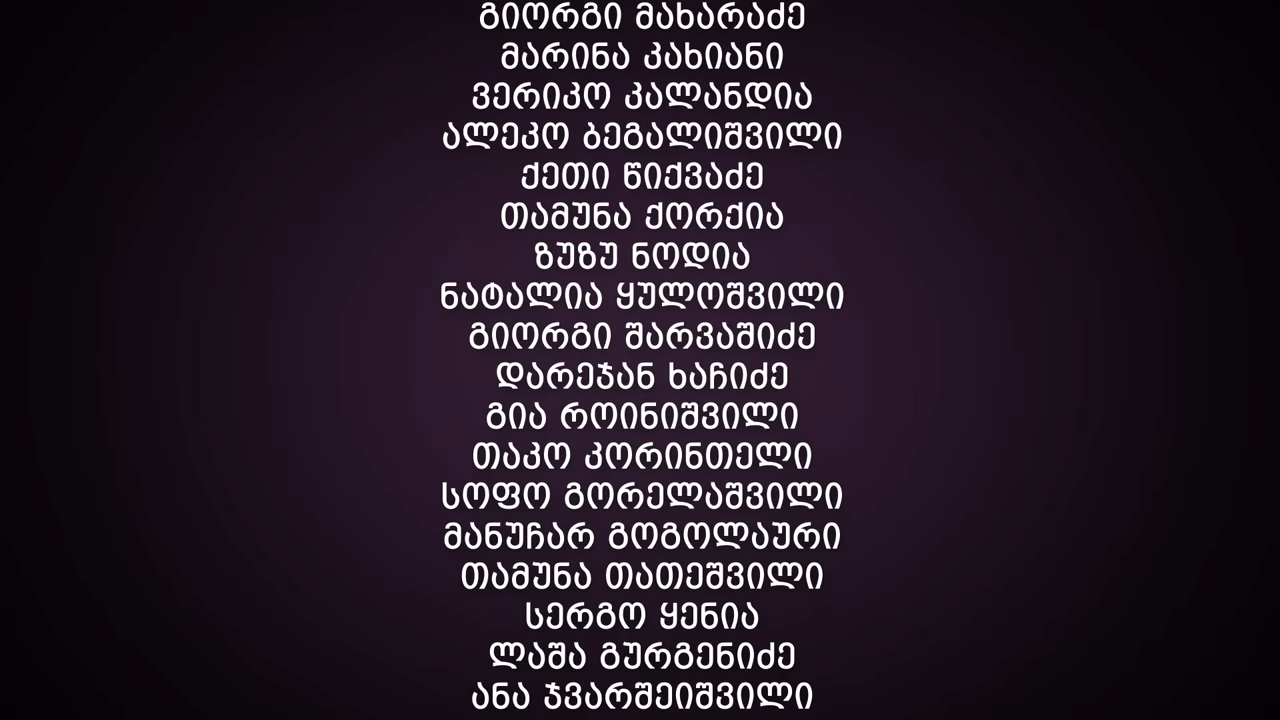 გიორგი მახარაძე
მარინა კახიანი
ვერიკო კალანდია
ალეკო ბეგალიშვილი
ქეთი წიქვაძე
თამუნა ქორქია
ზუზუ ნოდია
ნატალია ყულოშვილი
გიორგი შარვაშიძე
დარეჯან ხაჩიძე
გია როინიშვილი
თაკო კორინთელი
სოფო გორელაშვილი
მანუჩარ გოგოლაური
თამუნა თათეშვილი
სერგო ყენია
ლაშა გურგენიძე
ანა ჯვარშეიშვილი